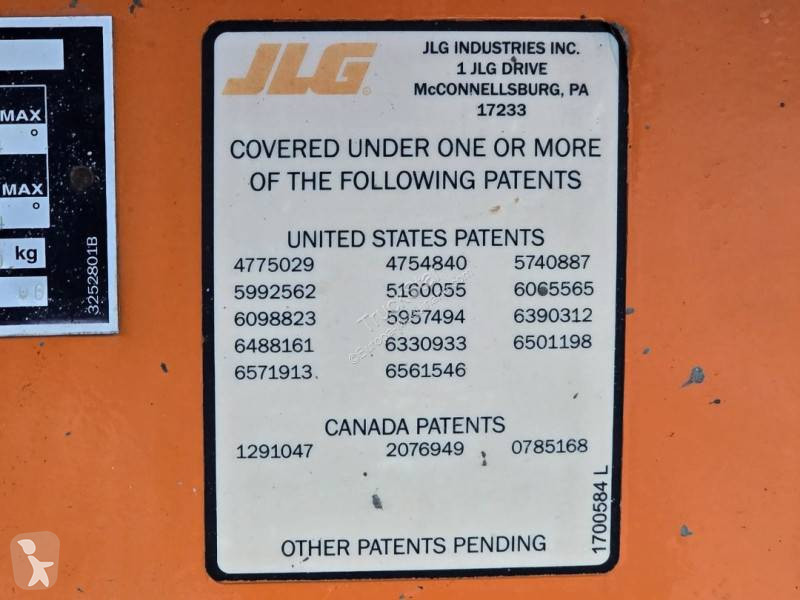 MAX
°
MAX
°
kg
3252801B
JLG
JLG INDUSTRIES INC.
1 JLG DRIVE
McCONNELLSBURG, PA
17233
COVERED UNDER ONE OR MORE
OF THE FOLLOWING PATENTS
UNITED STATES PATENTS
4775029 4754840 5740887
5992562 5160055 6065565
6098823 5957494 6390312
6488161 6330933 6501198
6571913 6561546
CANADA PATENTS
1291047 2076949 0785168
OTHER PATENTS PENDING
1700584 L